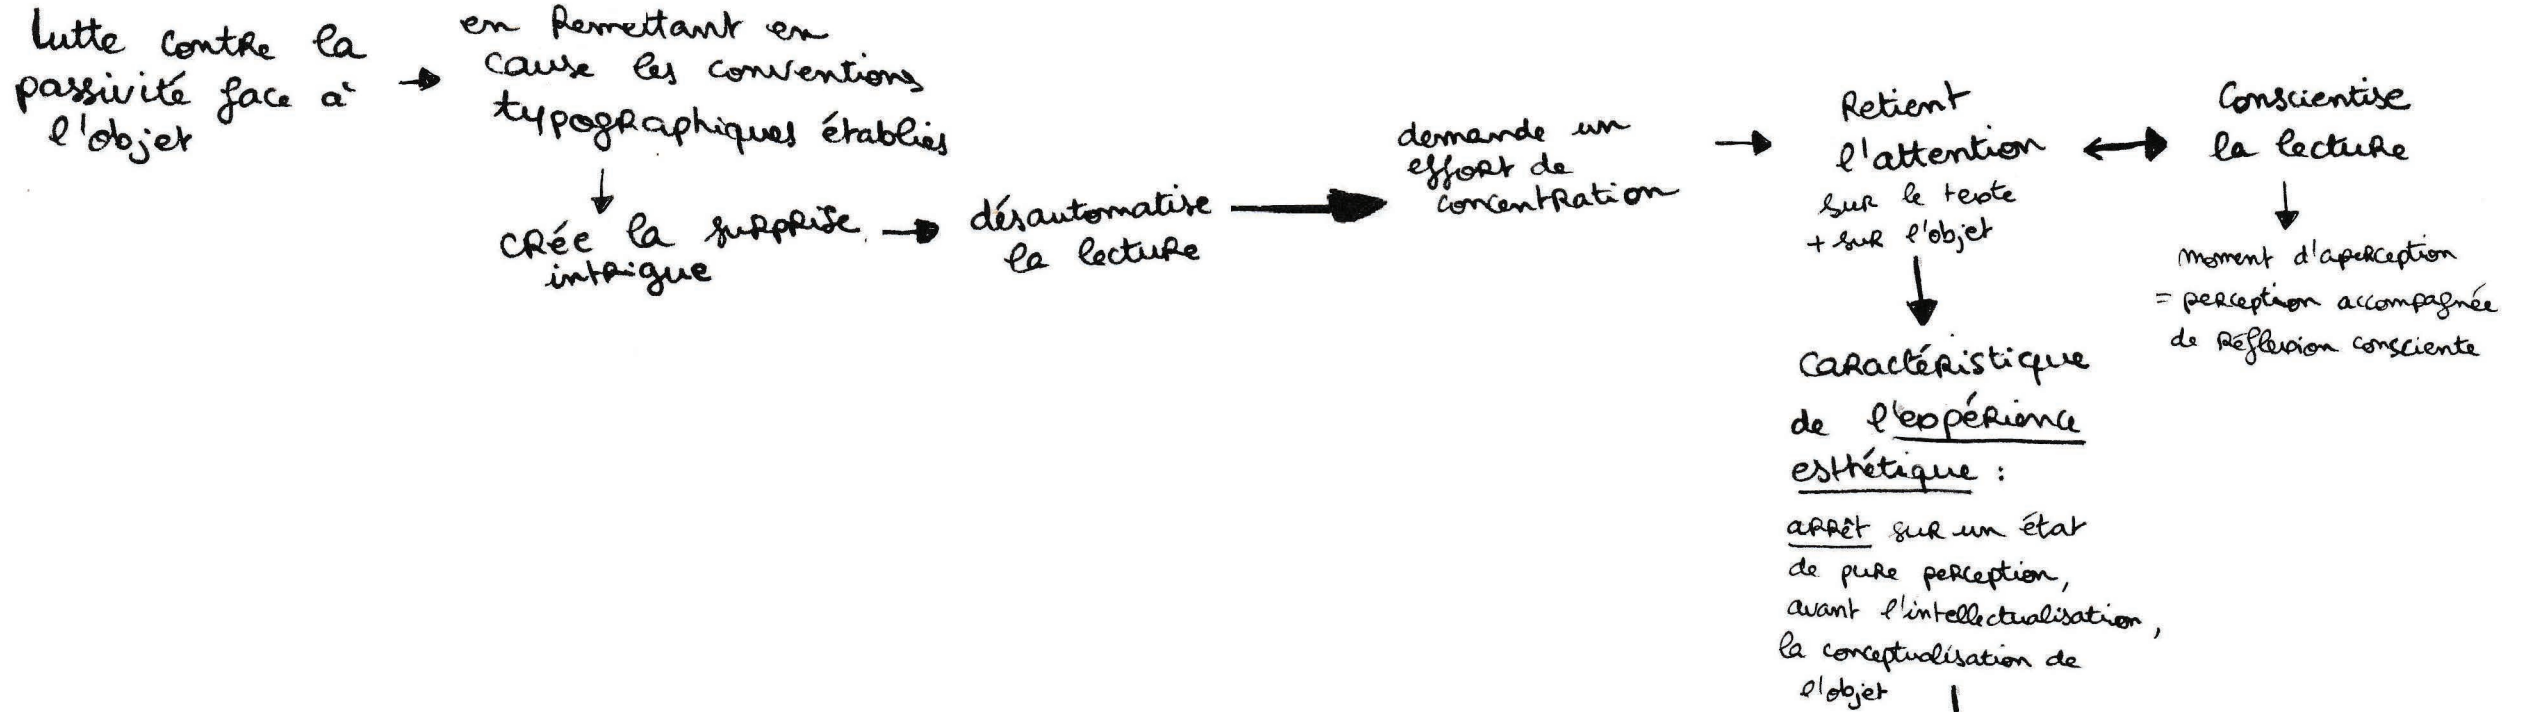 lutte contre la
passivité face à
l'objet
en remettant en
cause les conventions
typographiques établies
crée la surprise
intrigue
désautomatise
la lecture
demande un
effort de
concentration
Retient
l'attention
sur le texte
+ sur l'objet
Conscientise
la lecture
moment d'aperception
= perception accompagnée
de réflexion consciente
caractéristique
de l'expérience
esthétique :
arrêt sur un état
de pure perception,
avant l'intellectualisation,
la conceptualisation de
l'objet